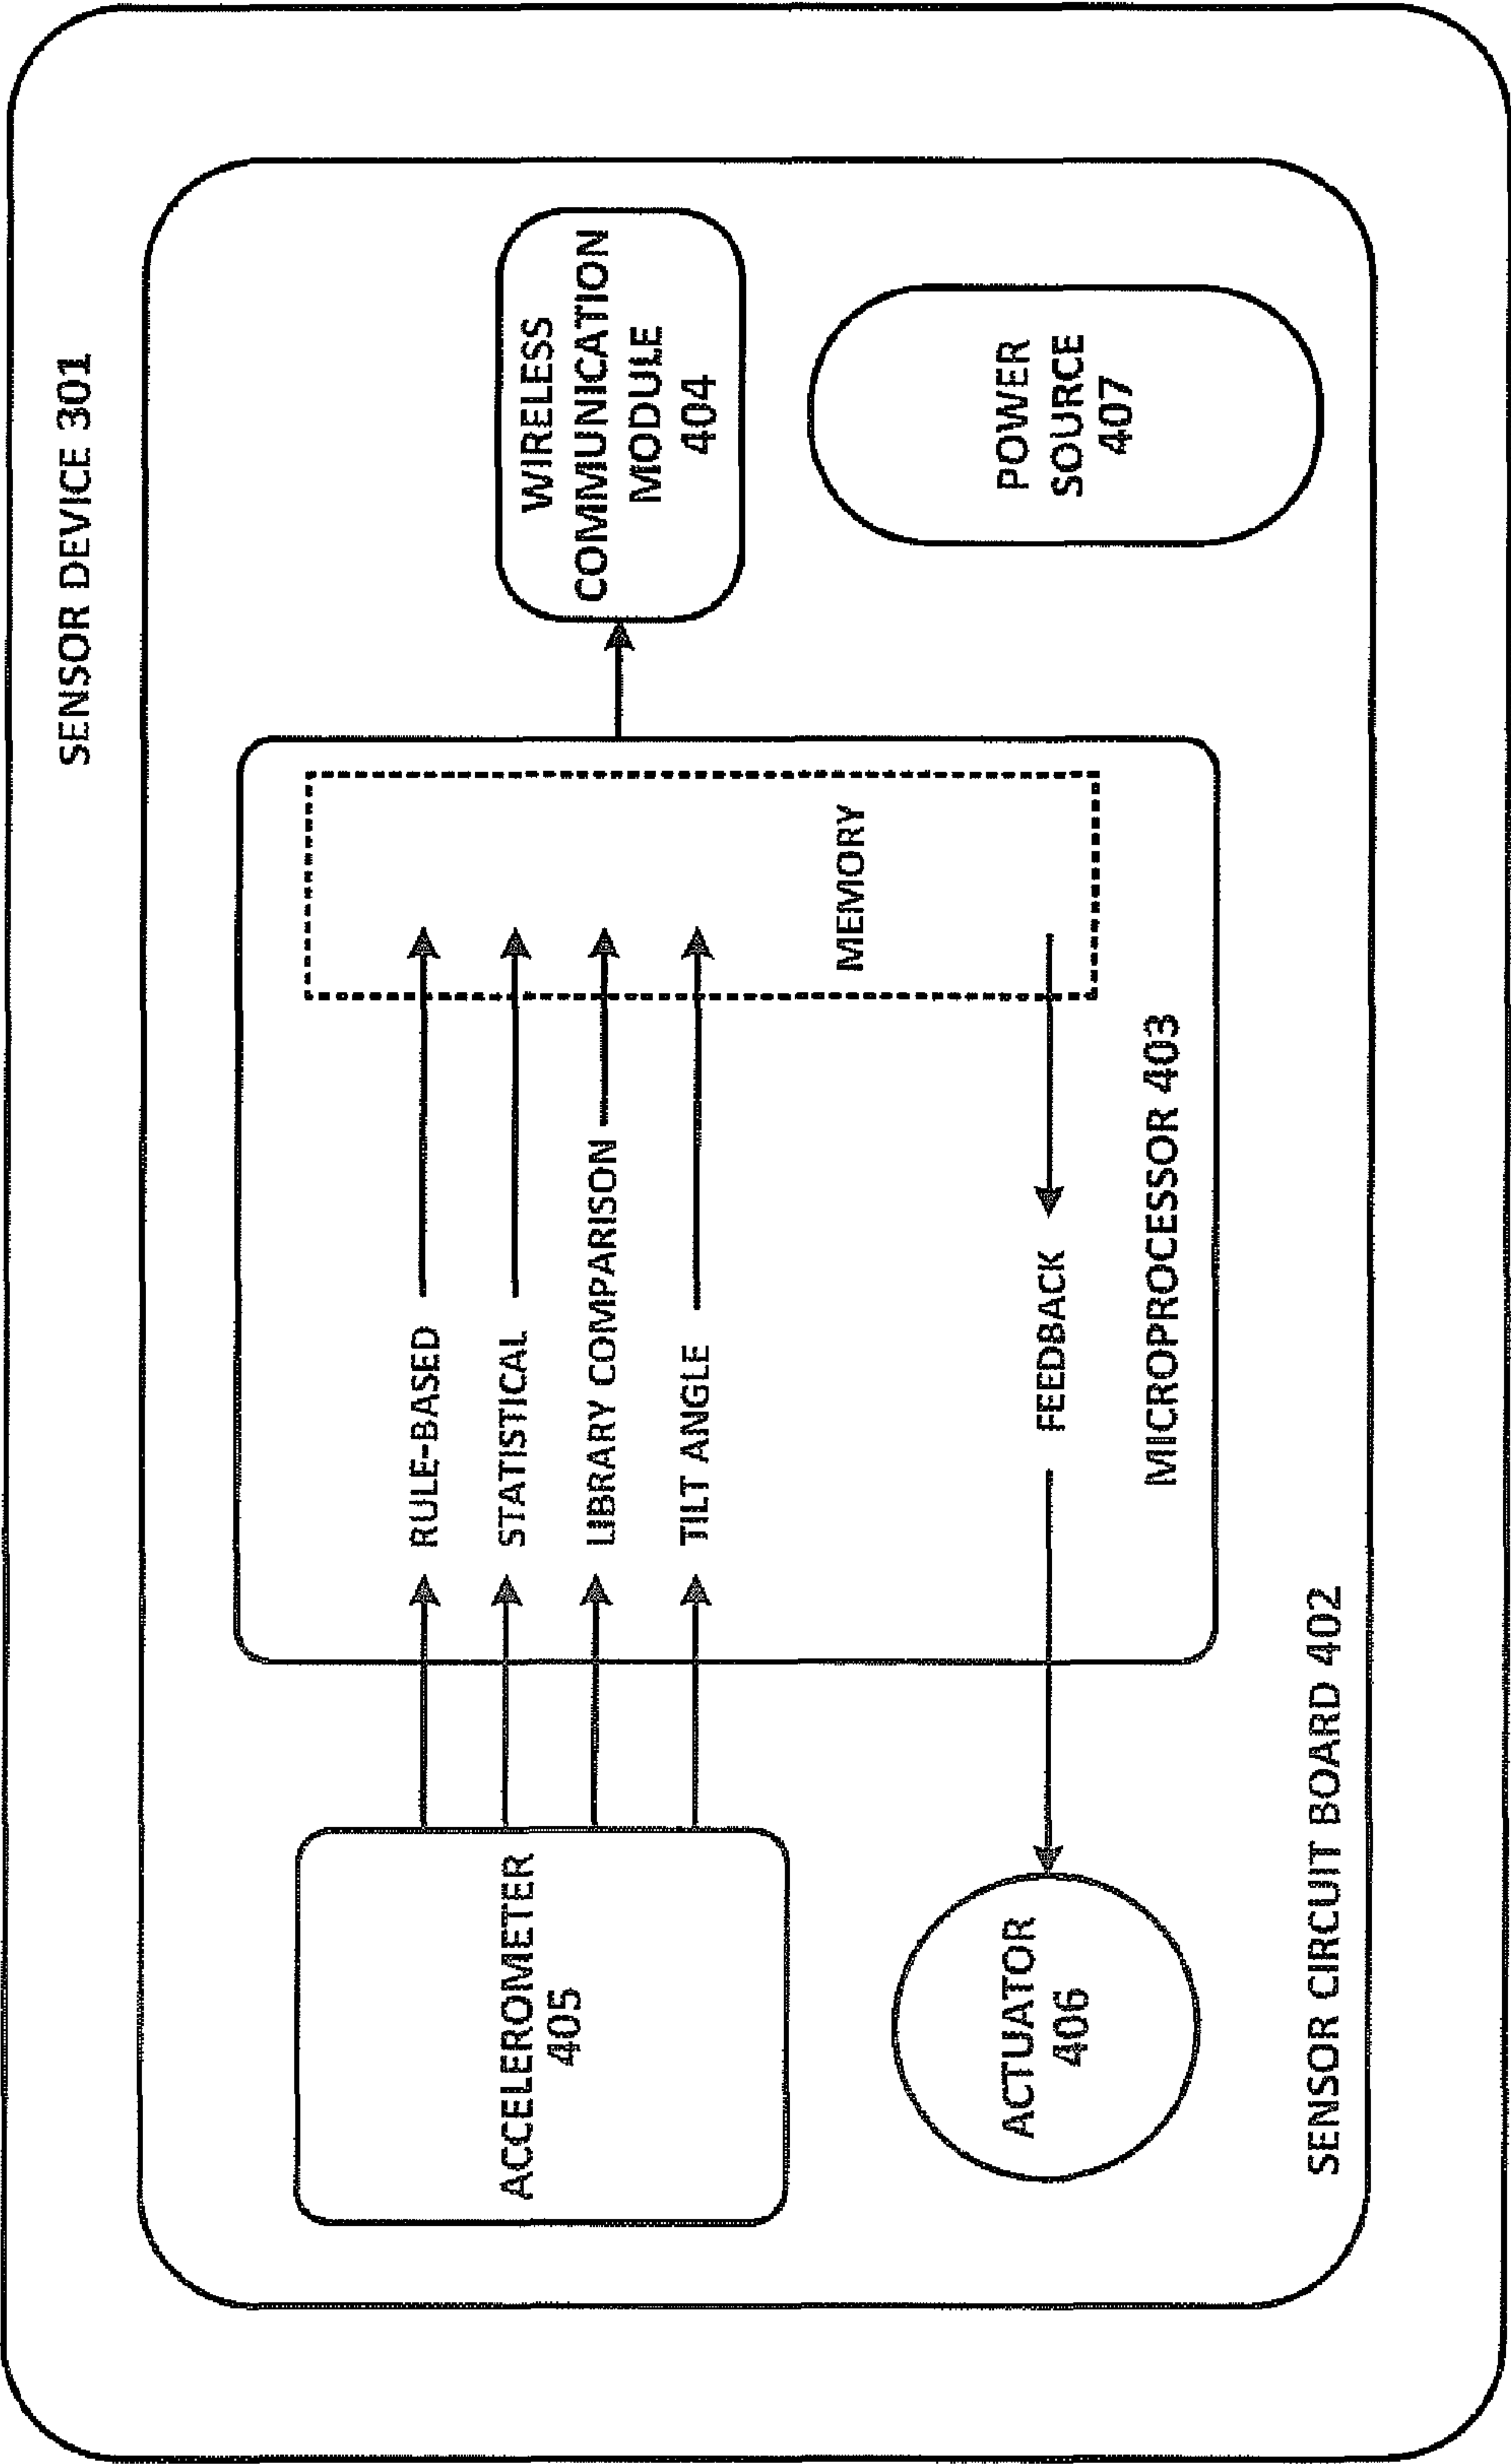 SENSOR DEVICE 301
ACCELEROMETER
405
RULE-BASED
STATISTICAL
LIBRARY COMPARISON
TILT ANGLE
MEMORY
FEEDBACK
MICROPROCESSOR 403
WIRELESS
COMMUNICATION
MODULE
404
POWER
SOURCE
407
ACTUATOR
406
SENSOR CIRCUIT BOARD 402